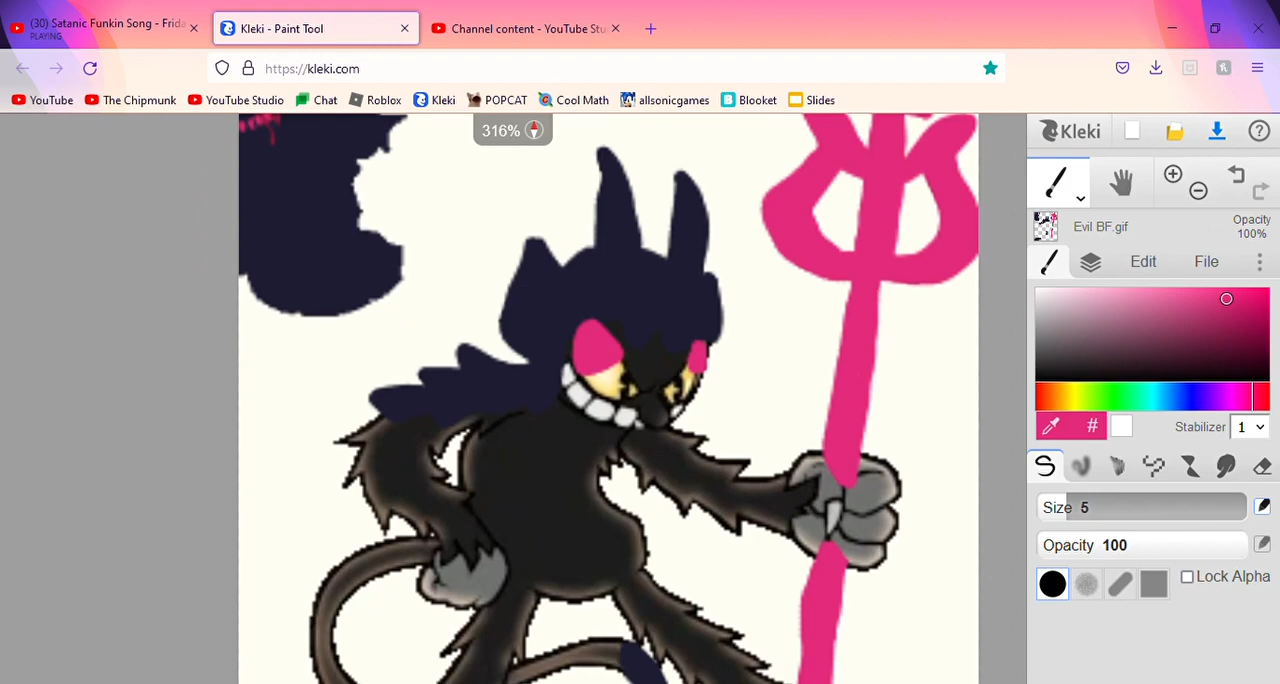 (30) Satanic Funkin Song - Frida
PLAYING
Kleki - Paint Tool
Channel content - YouTube Stu
https://kleki.com
YouTube
The Chipmunk
YouTube Studio
Chat
Roblox
Kleki
POPCAT
Cool Math
allsonicgames
Blooket
Slides
316%
Kleki
Evil BF.gif
Opacity
100%
Edit
File
#
Stabilizer
1
Size 5
Opacity 100
Lock Alpha